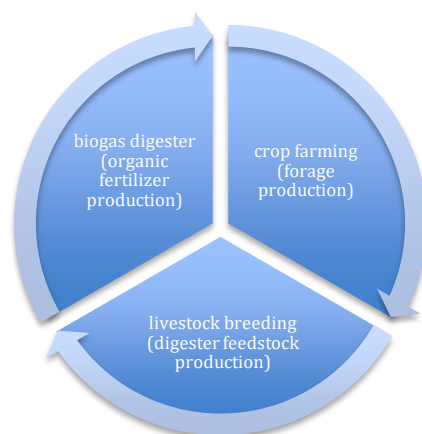 biogas digester
(organic
fertilizer
production)
crop farming
(forage
production)
livestock breeding
(digester feedstock
production)